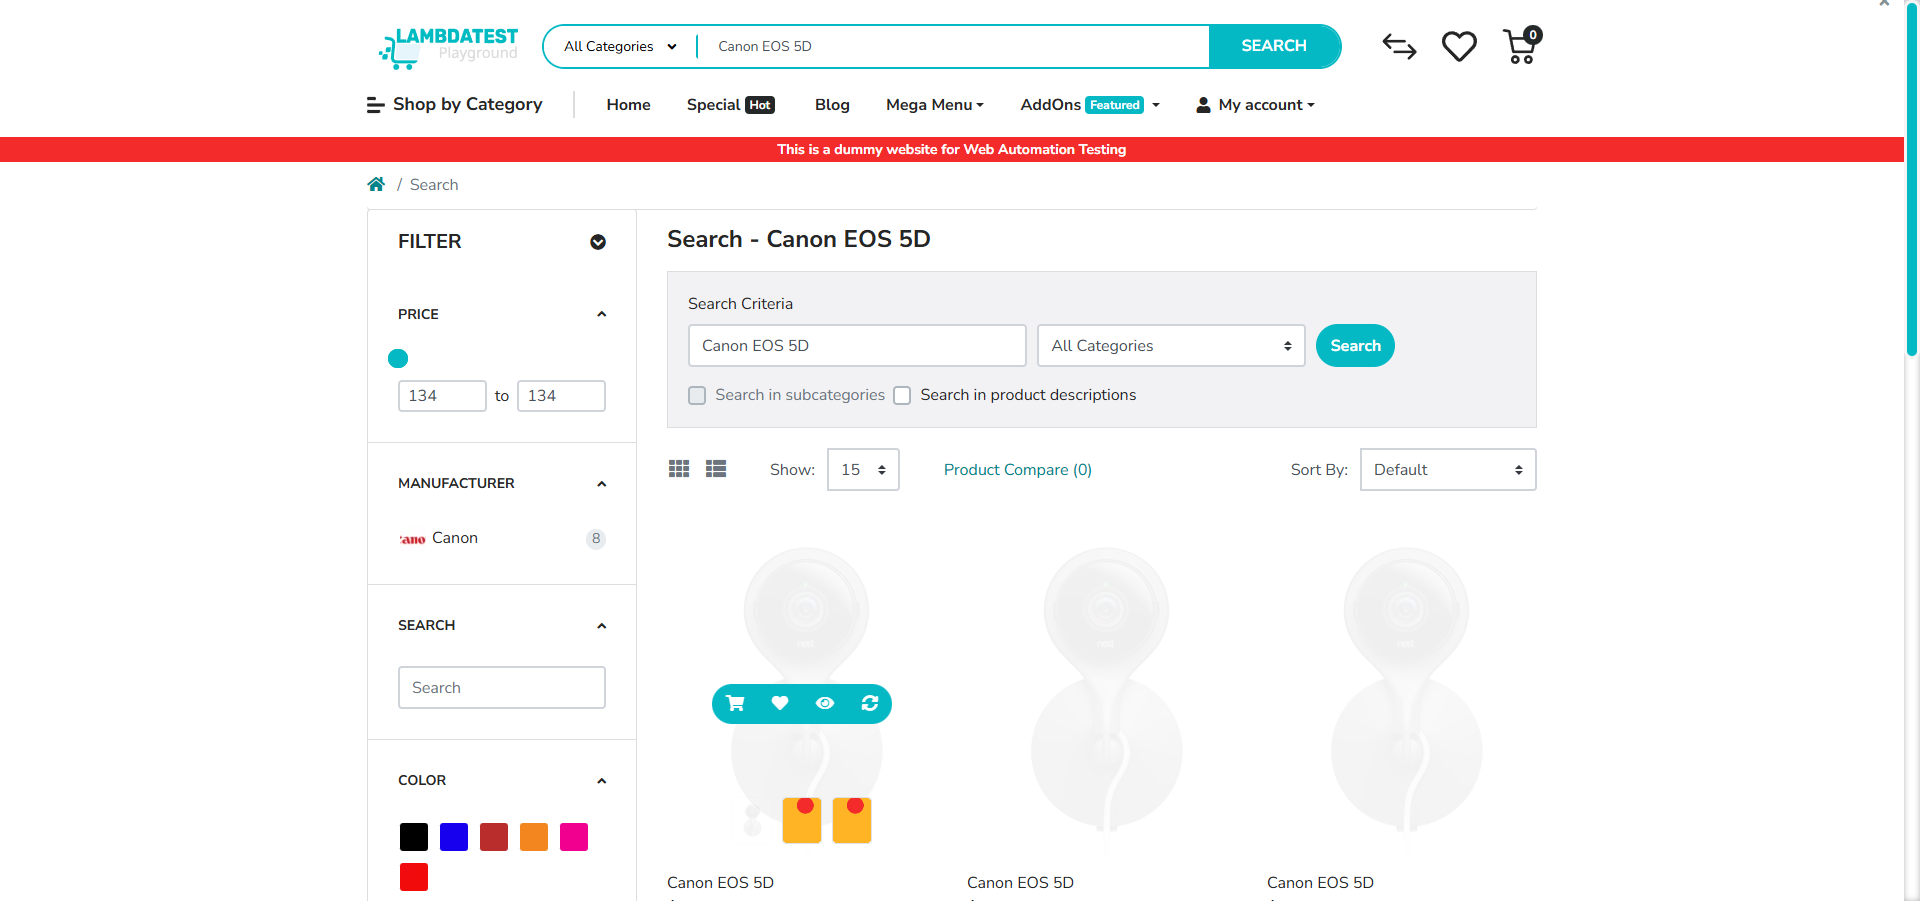 LAMBDATEST
Playground
All Categories
Canon EOS 5D
SEARCH
0
Shop by Category
Home
Special Hot
Blog
Mega Menu
AddOns Featured
My account
This is a dummy website for Web Automation Testing
/ Search
FILTER
PRICE
134 to 134
MANUFACTURER
Canon 8
SEARCH
Search
COLOR
Search - Canon EOS 5D
Search Criteria
Canon EOS 5D
All Categories
Search
Search in subcategories
Search in product descriptions
Show: 15
Product Compare (0)
Sort By: Default
Canon EOS 5D
Canon EOS 5D
Canon EOS 5D